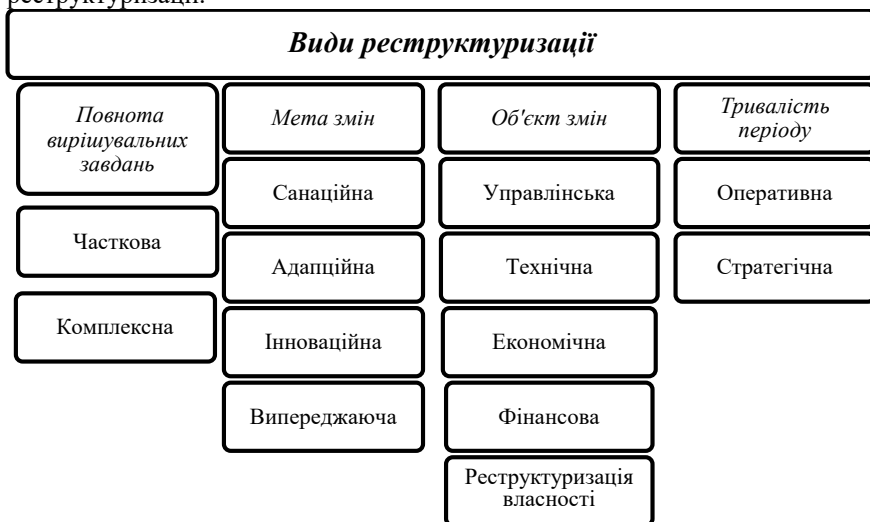 реструктуризації.
Види реструктуризації
Повнота
вирішувальних
завдань
Часткова
Комплексна
Мета змін
Санаційна
Адапційна
Інноваційна
Випереджаюча
Об'єкт змін
Управлінська
Технічна
Економічна
Фінансова
Реструктуризація
власності
Тривалість
періоду
Оперативна
Стратегічна